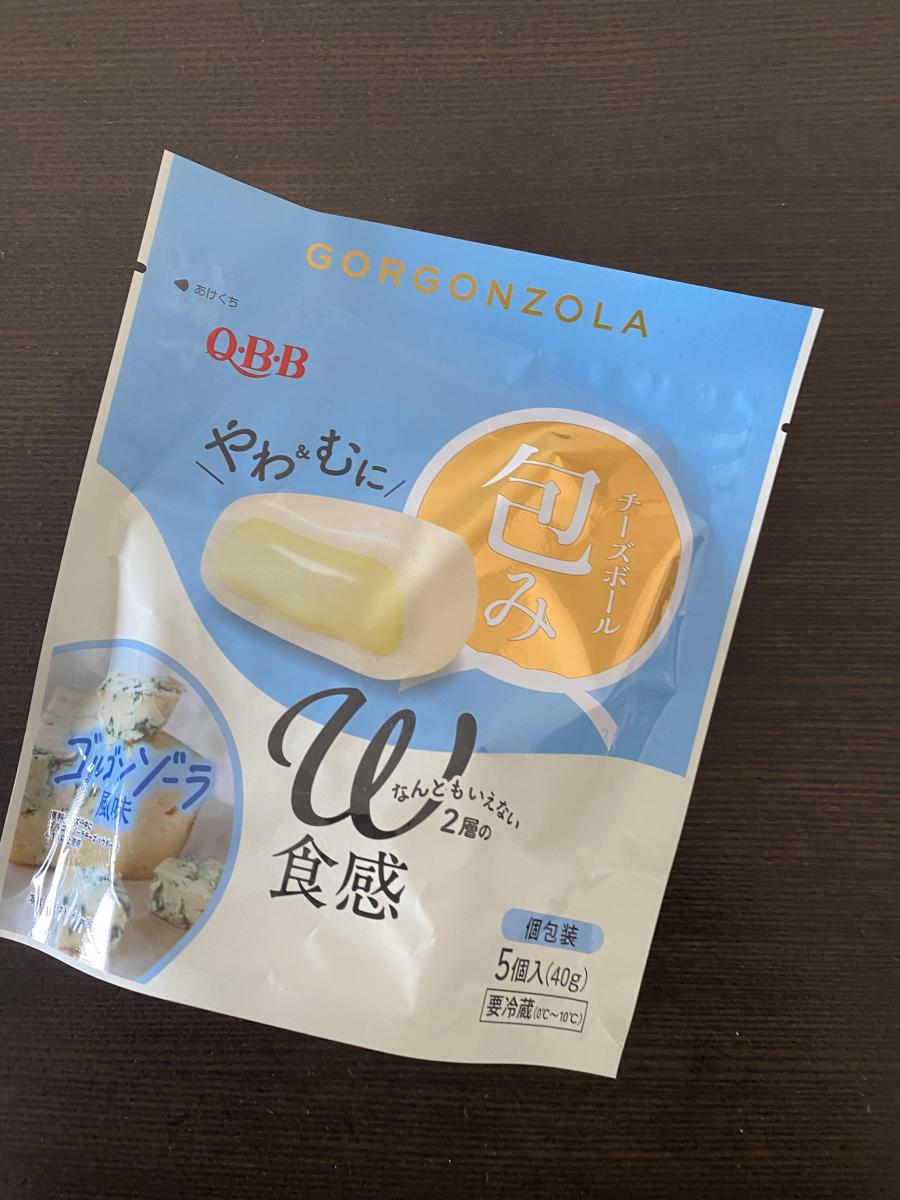 GORGONZOLA
あけくち
Q・B・B
やわ&むに
チーズボール
包み
W
なんともいえない
2層の
食感
ゴルゴンゾーラ
風味
個包装
5個入(40g)
要冷蔵(0℃〜10℃)